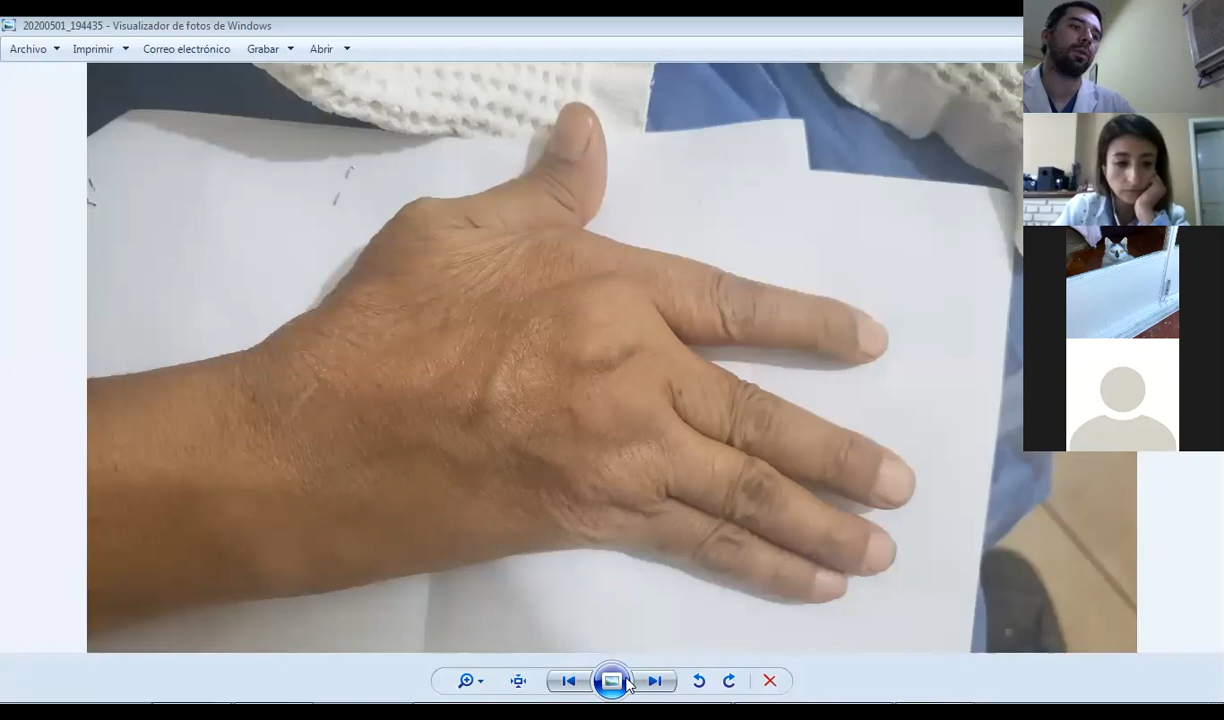 20200501_194435 - Visualizador de fotos de Windows
Archivo Imprimir Correo electrónico Grabar Abrir